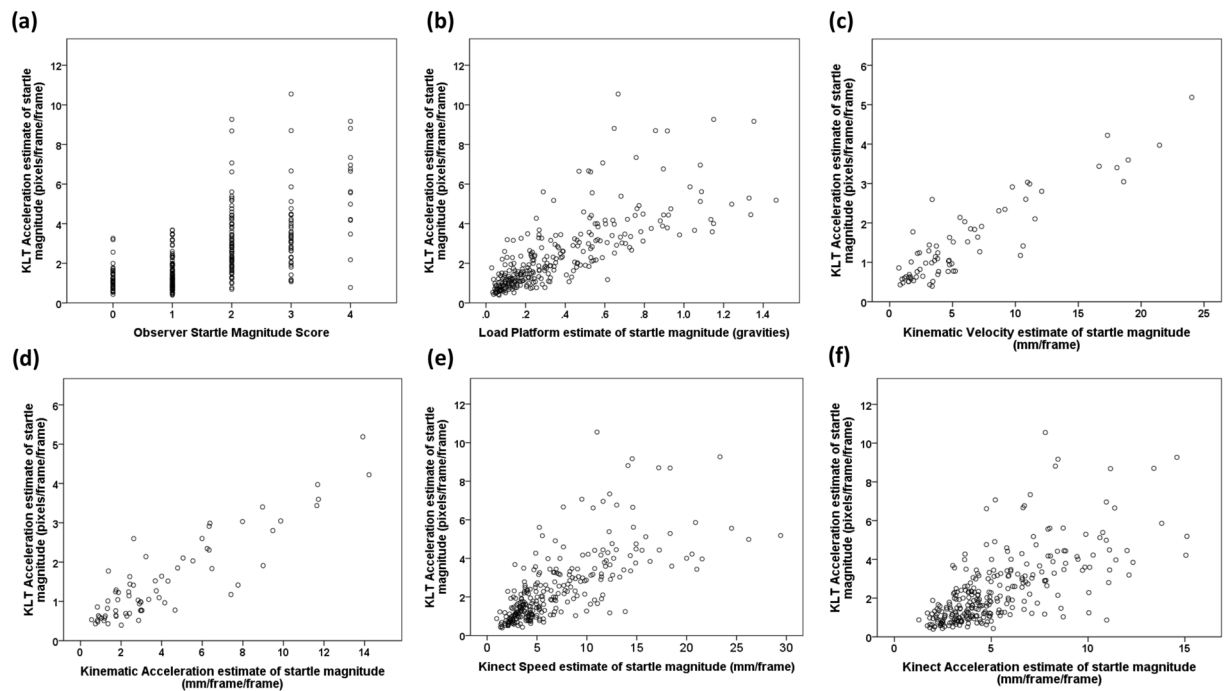 (a)
KLT Acceleration estimate of startle
magnitude (pixels/frame/frame)
12
10
8
6
4
2
0
0 1 2 3 4
Observer Startle Magnitude Score
(b)
KLT Acceleration estimate of startle
magnitude (pixels/frame/frame)
12
10
8
6
4
2
0
.0 .2 .4 .6 .8 1.0 1.2 1.4
Load Platform estimate of startle magnitude (gravities)
(c)
KLT Acceleration estimate of startle
magnitude (pixels/frame/frame)
6
5
4
3
2
1
0
0 5 10 15 20 25
Kinematic Velocity estimate of startle magnitude
(mm/frame)
(d)
KLT Acceleration estimate of startle
magnitude (pixels/frame/frame)
6
5
4
3
2
1
0
0 2 4 6 8 10 12 14
Kinematic Acceleration estimate of startle magnitude
(mm/frame/frame)
(e)
KLT Acceleration estimate of startle
magnitude (pixels/frame/frame)
12
10
8
6
4
2
0
0 5 10 15 20 25 30
Kinect Speed estimate of startle magnitude (mm/frame)
(f)
KLT Acceleration estimate of startle
magnitude (pixels/frame/frame)
12
10
8
6
4
2
0
0 5 10 15
Kinect Acceleration estimate of startle magnitude
(mm/frame/frame)